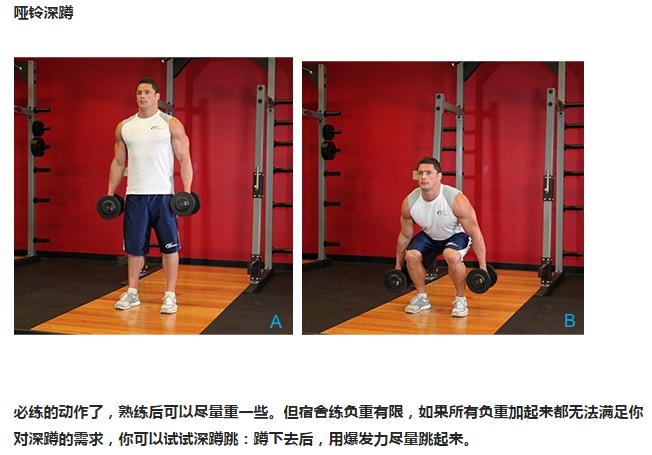 哑铃深蹲
A
B
必练的动作了，熟练后可以尽量重一些。但宿舍练负重有限，如果所有负重加起来都无法满足你
对深蹲的需求，你可以试试深蹲跳：蹲下去后，用爆发力尽量跳起来。